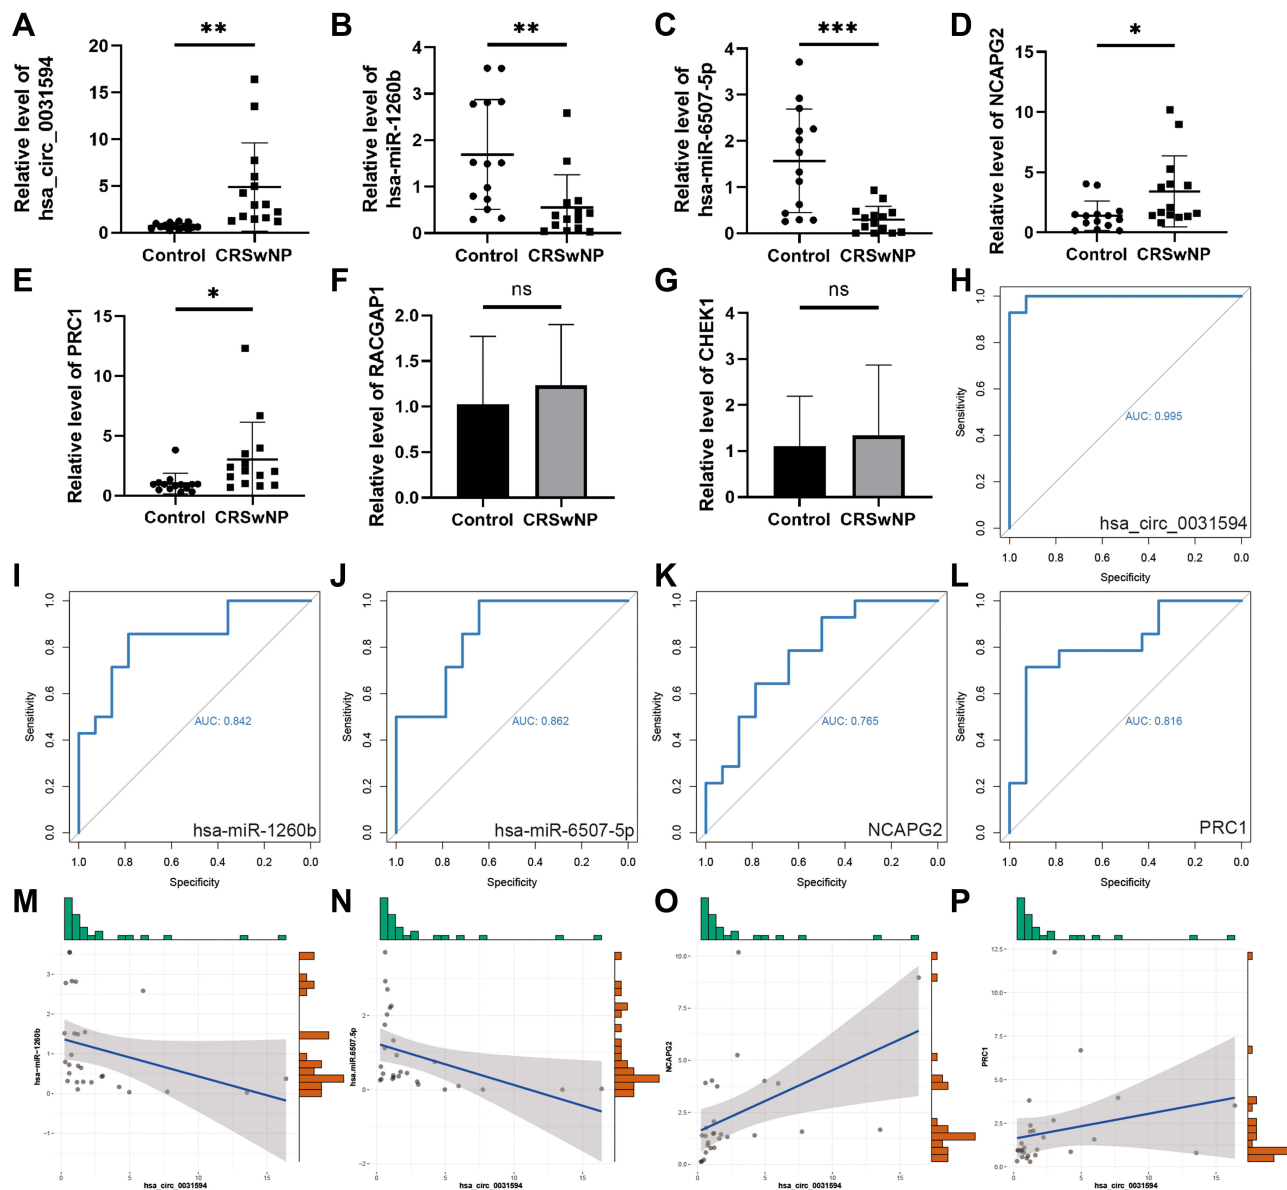 A
**
Relative level of
hsa_circ_0031594
20
15
10
5
0
Control
CRSwNP
B
**
Relative level of
hsa-miR-1260b
4
3
2
1
0
Control
CRSwNP
C
***
Relative level of
hsa-miR-6507-5p
4
3
2
1
0
Control
CRSwNP
D
*
Relative level of NCAPG2
15
10
5
0
Control
CRSwNP
E
*
Relative level of PRC1
15
10
5
0
Control
CRSwNP
F
ns
Relative level of RACGAP1
2.0
1.5
1.0
0.5
0.0
Control
CRSwNP
G
ns
Relative level of CHEK1
4
3
2
1
0
Control
CRSwNP
H
Sensitivity
1.0
0.8
0.6
0.4
0.2
0.0
AUC: 0.995
hsa_circ_0031594
1.0 0.8 0.6 0.4 0.2 0.0
Specificity
I
Sensitivity
1.0
0.8
0.6
0.4
0.2
0.0
AUC: 0.842
hsa-miR-1260b
1.0 0.8 0.6 0.4 0.2 0.0
Specificity
J
Sensitivity
1.0
0.8
0.6
0.4
0.2
0.0
AUC: 0.862
hsa-miR-6507-5p
1.0 0.8 0.6 0.4 0.2 0.0
Specificity
K
Sensitivity
1.0
0.8
0.6
0.4
0.2
0.0
AUC: 0.765
NCAPG2
1.0 0.8 0.6 0.4 0.2 0.0
Specificity
L
Sensitivity
1.0
0.8
0.6
0.4
0.2
0.0
AUC: 0.816
PRC1
1.0 0.8 0.6 0.4 0.2 0.0
Specificity
M
hsa-miR-1260b
3
2
1
0
−1
0 5 10 15
hsa_circ_0031594
N
hsa.miR.6507.5p
2
0
−2
0 5 10 15
hsa_circ_0031594
O
NCAPG2
10.0
7.5
5.0
2.5
0.0
0 5 10 15
hsa_circ_0031594
P
PRC1
12.5
10.0
7.5
5.0
2.5
0.0
0 5 10 15
hsa_circ_0031594